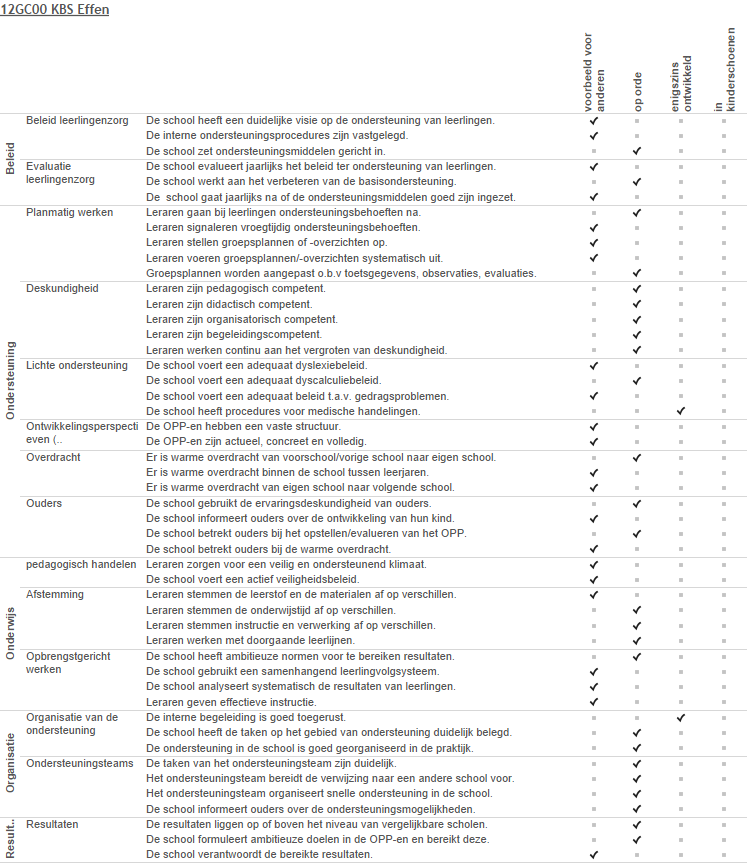 12GC00 KBS Effen
voorbeeld voor
anderen
op orde
enigszins
ontwikkeld
in
kinderschoenen
Beleid
Beleid leerlingenzorg De school heeft een duidelijke visie op de ondersteuning van leerlingen.
De interne ondersteuningsprocedures zijn vastgelegd.
De school zet ondersteuningsmiddelen gericht in.
Evaluatie De school evalueert jaarlijks het beleid ter ondersteuning van leerlingen.
leerlingenzorg De school werkt aan het verbeteren van de basisondersteuning.
De school gaat jaarlijks na of de ondersteuningsmiddelen goed zijn ingezet.
Ondersteuning
Planmatig werken Leraren gaan bij leerlingen ondersteuningsbehoeften na.
Leraren signaleren vroegtijdig ondersteuningsbehoeften.
Leraren stellen groepsplannen of -overzichten op.
Leraren voeren groepsplannen/-overzichten systematisch uit.
Groepsplannen worden aangepast o.b.v toetsgegevens, observaties, evaluaties.
Deskundigheid Leraren zijn pedagogisch competent.
Leraren zijn didactisch competent.
Leraren zijn organisatorisch competent.
Leraren zijn begeleidingscompetent.
Leraren werken continu aan het vergroten van deskundigheid.
Lichte ondersteuning De school voert een adequaat dyslexiebeleid.
De school voert een adequaat dyscalculiebeleid.
De school voert een adequaat beleid t.a.v. gedragsproblemen.
De school heeft procedures voor medische handelingen.
Ontwikkelingsperspecti De OPP-en hebben een vaste structuur.
even (.. De OPP-en zijn actueel, concreet en volledig.
Overdracht Er is warme overdracht van voorschool/vorige school naar eigen school.
Er is warme overdracht binnen de school tussen leerjaren.
Er is warme overdracht van eigen school naar volgende school.
Ouders De school gebruikt de ervaringsdeskundigheid van ouders.
De school informeert ouders over de ontwikkeling van hun kind.
De school betrekt ouders bij het opstellen/evalueren van het OPP.
De school betrekt ouders bij de warme overdracht.
Onderwijs
pedagogisch handelen Leraren zorgen voor een veilig en ondersteunend klimaat.
De school voert een actief veiligheidsbeleid.
Afstemming Leraren stemmen de leerstof en de materialen af op verschillen.
Leraren stemmen de onderwijstijd af op verschillen.
Leraren stemmen instructie en verwerking af op verschillen.
Leraren werken met doorgaande leerlijnen.
Opbrengstgericht De school heeft ambitieuze normen voor te bereiken resultaten.
werken De school gebruikt een samenhangend leerlingvolgsysteem.
De school analyseert systematisch de resultaten van leerlingen.
Leraren geven effectieve instructie.
Organisatie
Organisatie van de De interne begeleiding is goed toegerust.
ondersteuning De school heeft de taken op het gebied van ondersteuning duidelijk belegd.
De ondersteuning in de school is goed georganiseerd in de praktijk.
Ondersteuningsteams De taken van het ondersteuningsteam zijn duidelijk.
Het ondersteuningsteam bereidt de verwijzing naar een andere school voor.
Het ondersteuningsteam organiseert snelle ondersteuning in de school.
De school informeert ouders over de ondersteuningsmogelijkheden.
Result..
Resultaten De resultaten liggen op of boven het niveau van vergelijkbare scholen.
De school formuleert ambitieuze doelen in de OPP-en en bereikt deze.
De school verantwoordt de bereikte resultaten.